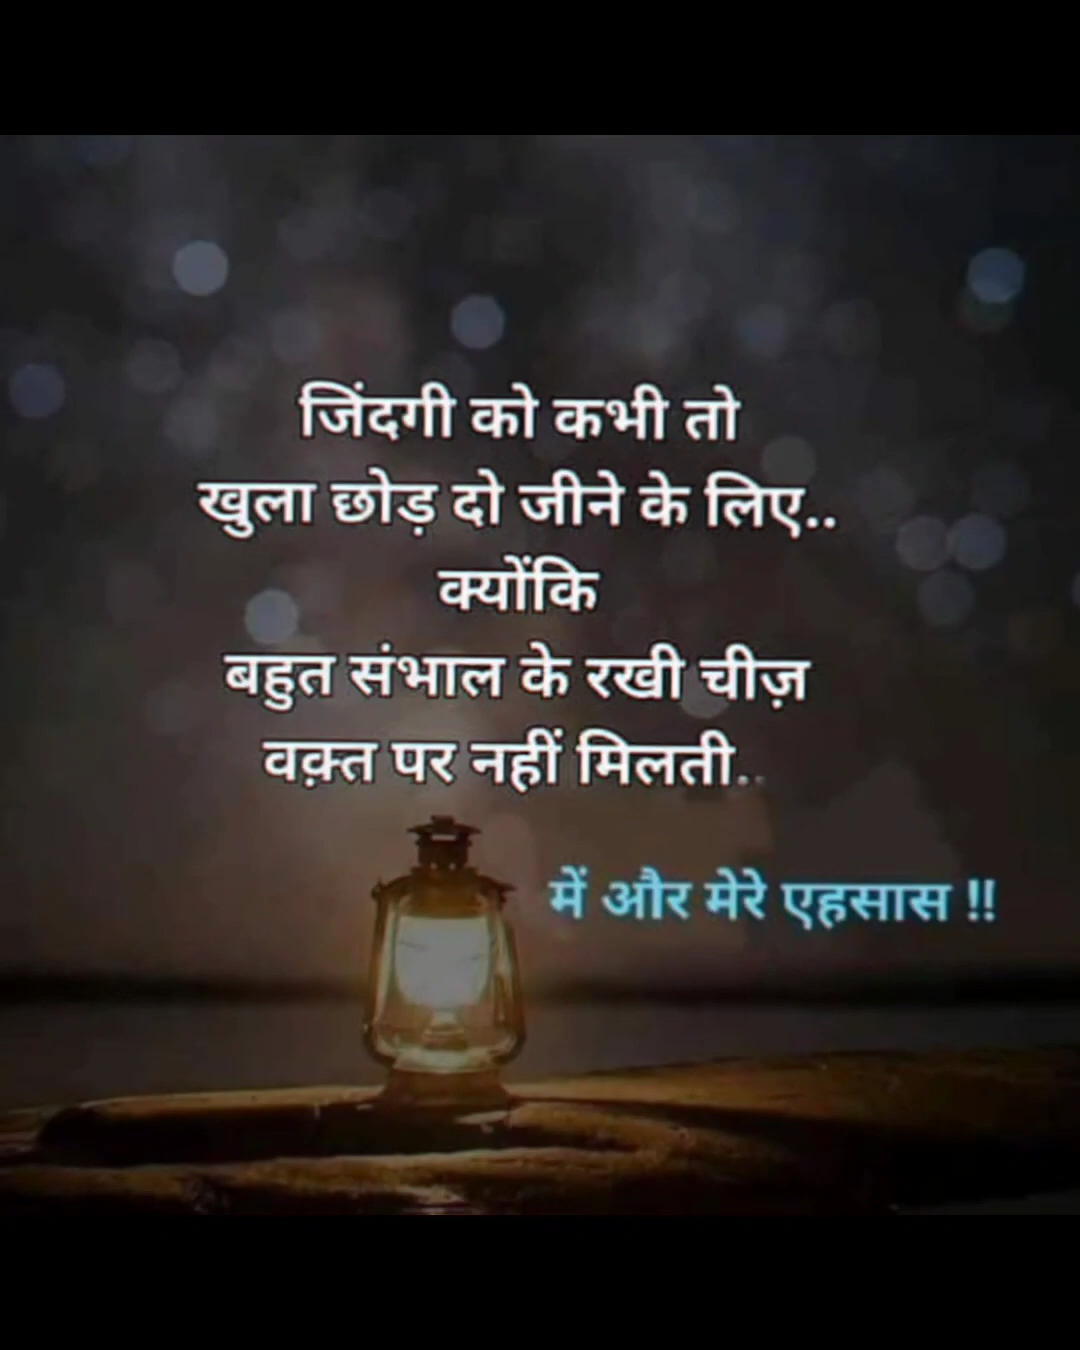 जिंदगी को कभी तो
खुला छोड़ दो जीने के लिए..
क्योंकि
बहुत संभाल के रखी चीज़
वक़्त पर नहीं मिलती..
में और मेरे एहसास !!